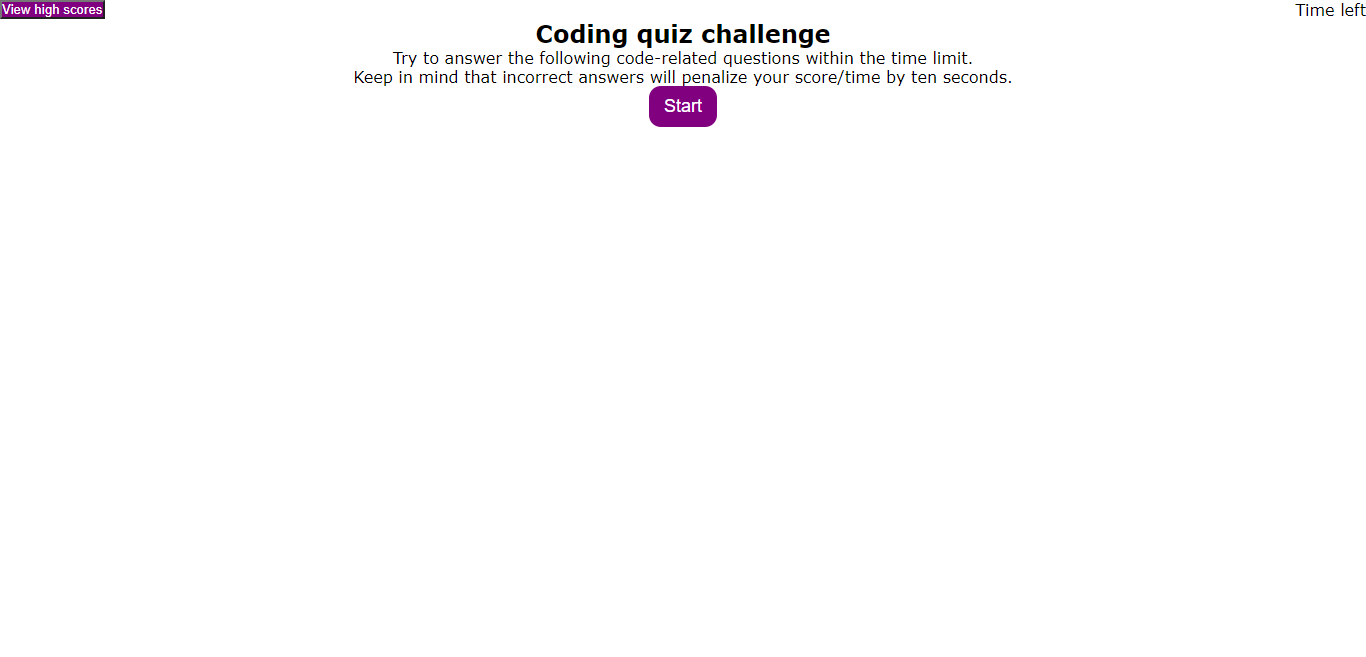 View high scores
Time left
Coding quiz challenge
Try to answer the following code-related questions within the time limit.
Keep in mind that incorrect answers will penalize your score/time by ten seconds.
Start